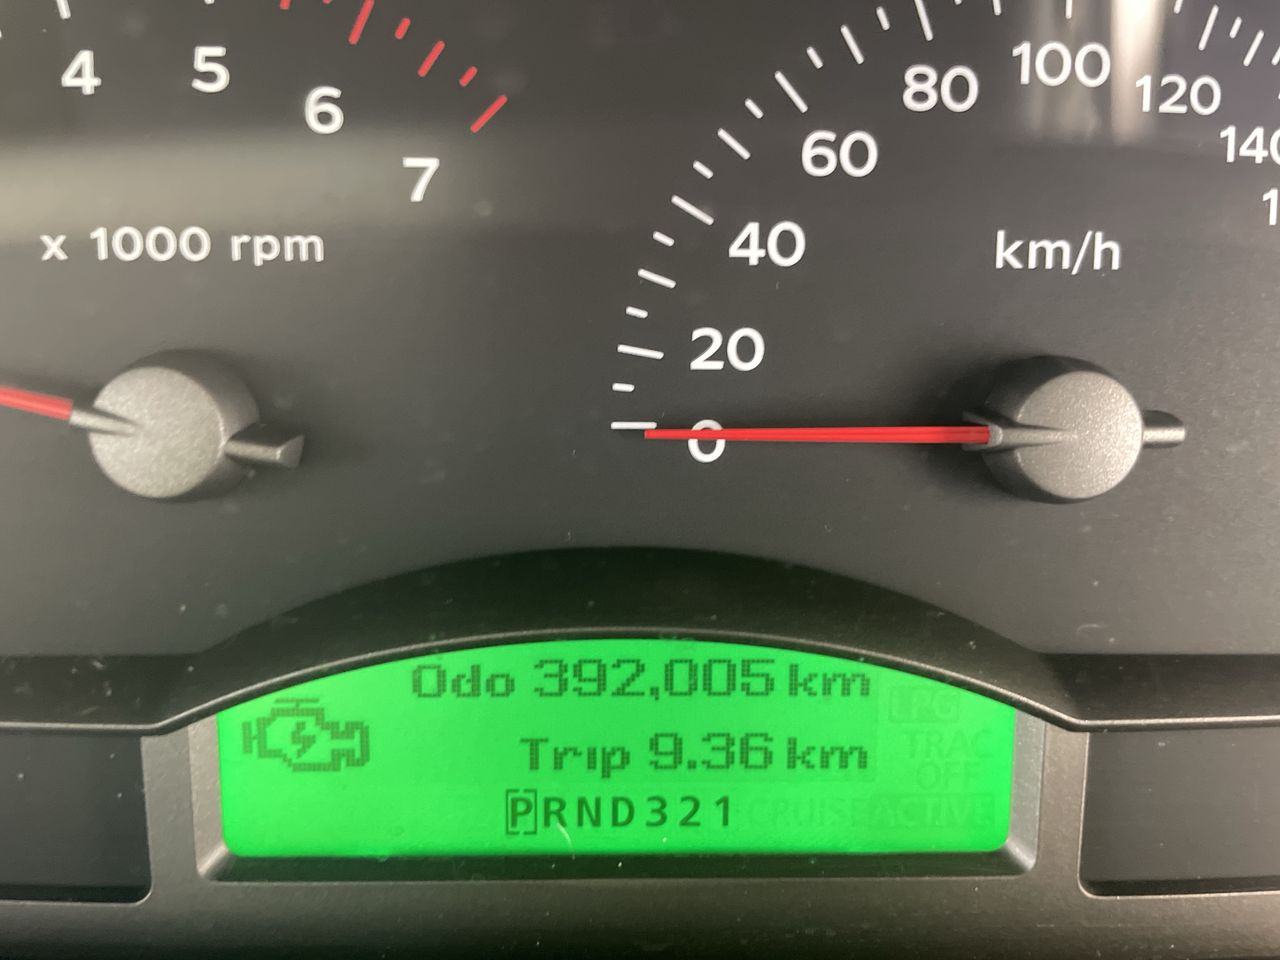 4 5 6 7
x 1000 rpm
0 20 40 60 80 100 120 140
km/h
Odo 392,005 km
Trip 9.36 km
PRND321
LPG
TRAC
OFF
CRUISE ACTIVE